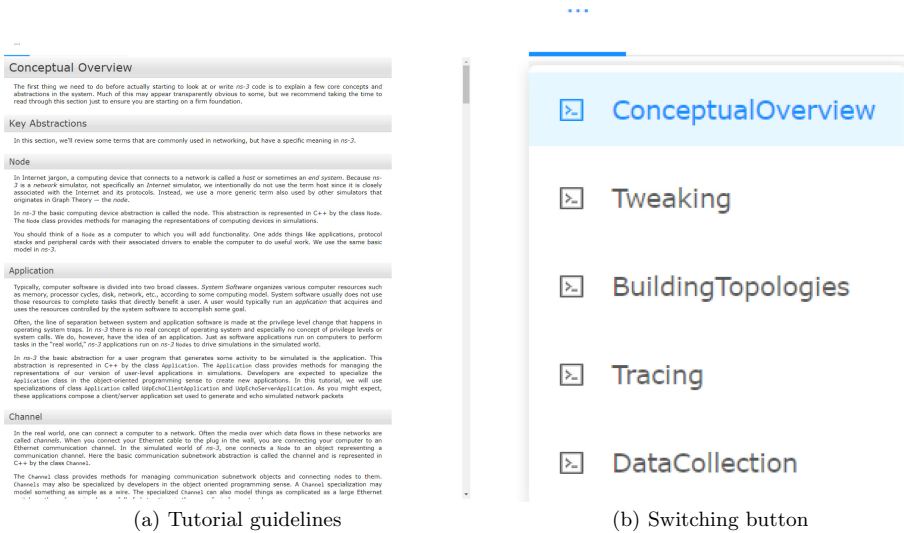 ...
Conceptual Overview
The first thing we need to do before actually starting to look at or write ns-3 code is to explain a few core concepts and
abstractions in the system. Much of this may appear transparently obvious to some, but we recommend taking the time to
read through this section just to ensure you are starting on a firm foundation.
Key Abstractions
In this section, we'll review some terms that are commonly used in networking, but have a specific meaning in ns-3.
Node
In Internet jargon, a computing device that connects to a network is called a host or sometimes an end system. Because ns-
3 is a network simulator, not specifically an Internet simulator, we intentionally do not use the term host since it is closely
associated with the Internet and its protocols. Instead, we use a more generic term also used by other simulators that
originates in Graph Theory — the node.
In ns-3 the basic computing device abstraction is called the node. This abstraction is represented in C++ by the class Node.
The Node class provides methods for managing the representations of computing devices in simulations.
You should think of a Node as a computer to which you will add functionality. One adds things like applications, protocol
stacks and peripheral cards with their associated drivers to enable the computer to do useful work. We use the same basic
model in ns-3.
Application
Typically, computer software is divided into two broad classes. System Software organizes various computer resources such
as memory, processor cycles, disk, network, etc., according to some computing model. System software usually does not use
those resources to complete tasks that directly benefit a user. A user would typically run an application that acquires and
uses the resources controlled by the system software to accomplish some goal.
Often, the line of separation between system and application software is made at the privilege level change that happens in
operating system traps. In ns-3 there is no real concept of operating system and especially no concept of privilege levels or
system calls. We do, however, have the idea of an application. Just as software applications run on computers to perform
tasks in the "real world," ns-3 applications run on ns-3 Nodes to drive simulations in the simulated world.
In ns-3 the basic abstraction for a user program that generates some activity to be simulated is the application. This
abstraction is represented in C++ by the class Application. The Application class provides methods for managing the
representations of our version of user-level applications in simulations. Developers are expected to specialize the
Application class in the object-oriented programming sense to create new applications. In this tutorial, we will use
specializations of class Application called UdpEchoClientApplication and UdpEchoServerApplication. As you might expect,
these applications compose a client/server application set used to generate and echo simulated network packets
Channel
In the real world, one can connect a computer to a network. Often the media over which data flows in these networks are
called channels. When you connect your Ethernet cable to the plug in the wall, you are connecting your computer to an
Ethernet communication channel. In the simulated world of ns-3, one connects a Node to an object representing a
communication channel. Here the basic communication subnetwork abstraction is called the channel and is represented in
C++ by the class Channel.
The Channel class provides methods for managing communication subnetwork objects and connecting nodes to them.
Channels may also be specialized by developers in the object oriented programming sense. A Channel specialization may
model something as simple as a wire. The specialized Channel can also model things as complicated as a large Ethernet
(a) Tutorial guidelines
...
ConceptualOverview
Tweaking
BuildingTopologies
Tracing
DataCollection
(b) Switching button